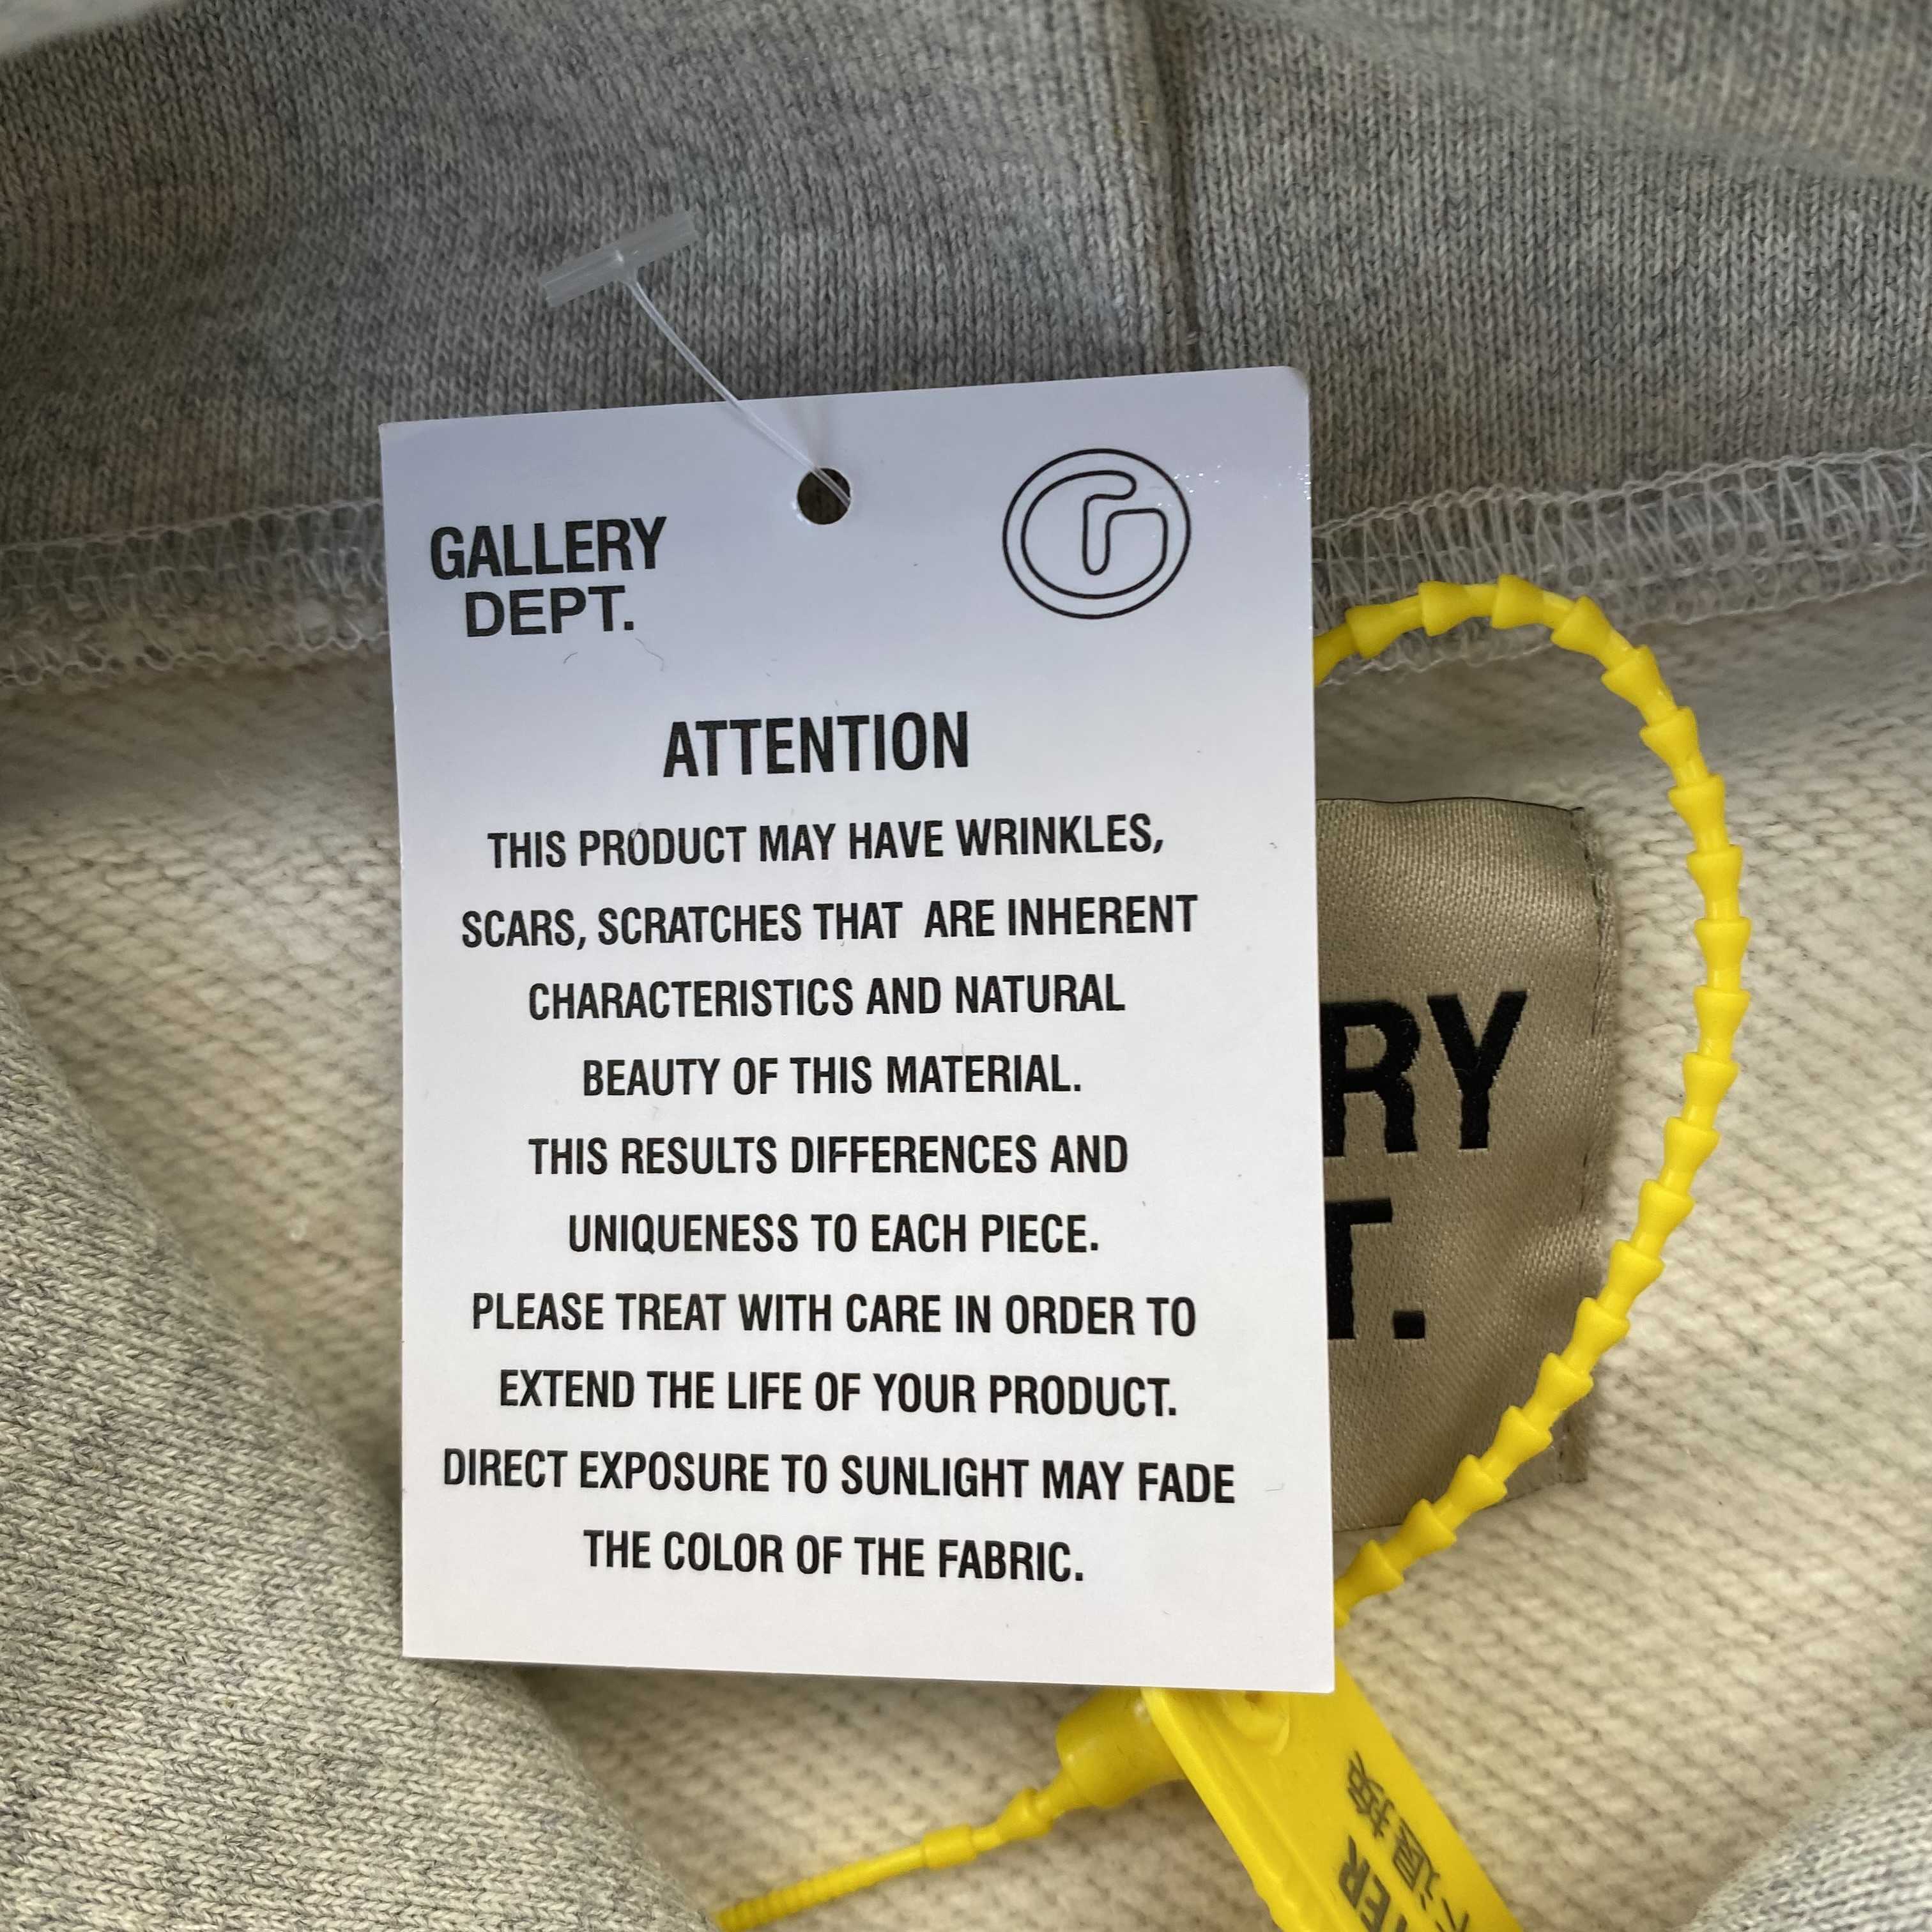 GALLERY
DEPT.
ATTENTION
THIS PRODUCT MAY HAVE WRINKLES,
SCARS, SCRATCHES THAT ARE INHERENT
CHARACTERISTICS AND NATURAL
BEAUTY OF THIS MATERIAL.
THIS RESULTS DIFFERENCES AND
UNIQUENESS TO EACH PIECE.
PLEASE TREAT WITH CARE IN ORDER TO
EXTEND THE LIFE OF YOUR PRODUCT.
DIRECT EXPOSURE TO SUNLIGHT MAY FADE
THE COLOR OF THE FABRIC.
RY
T.